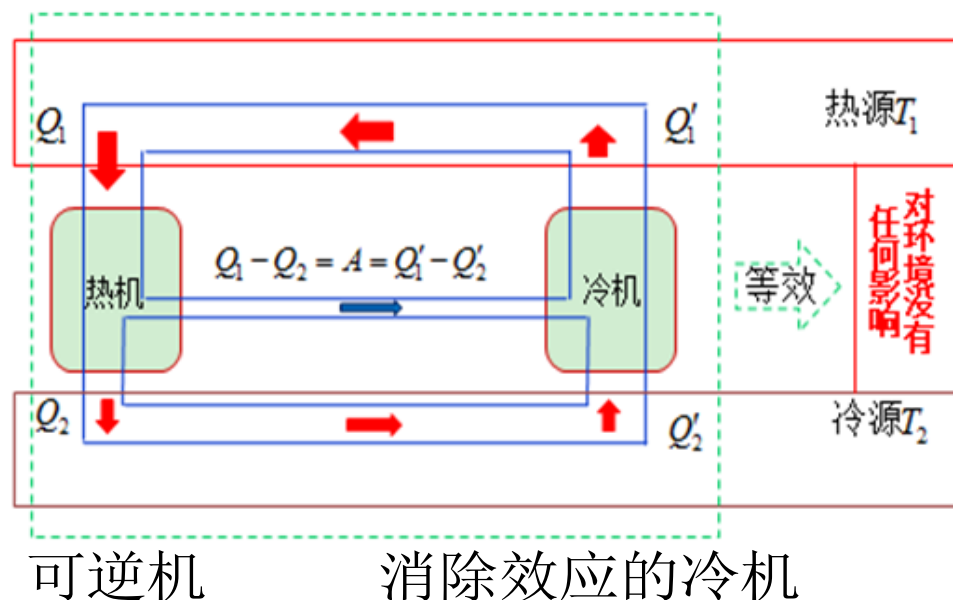 Q₁
Q₁′
热源T₁
热机
Q₁－Q₂＝A＝Q₁′－Q₂′
冷机
等效
对环境没有
任何影响
Q₂
Q₂′
冷源T₂
可逆机
消除效应的冷机